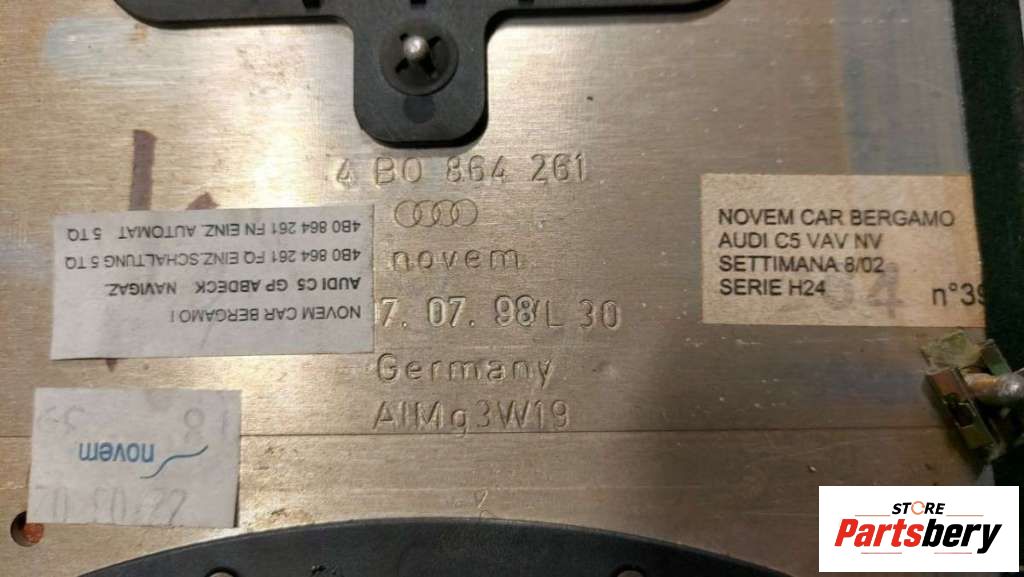 4 B0 864 261
novem
7. 07. 98/L 30
Germany
AlMg3W19
NOVEM CAR BERGAMO
AUDI C5 VAV NV
SETTIMANA 8/02
SERIE H24
n°39
NOVEM CAR BERGAMO I
AUDI C5 GP ABDECK. NAVIGAZ.
4B0 864 261 FQ EINZ.SCHALTUNG 5 TQ
4B0 864 261 FN EINZ. AUTOMAT 5 TQ
novem
STORE
Partsbery